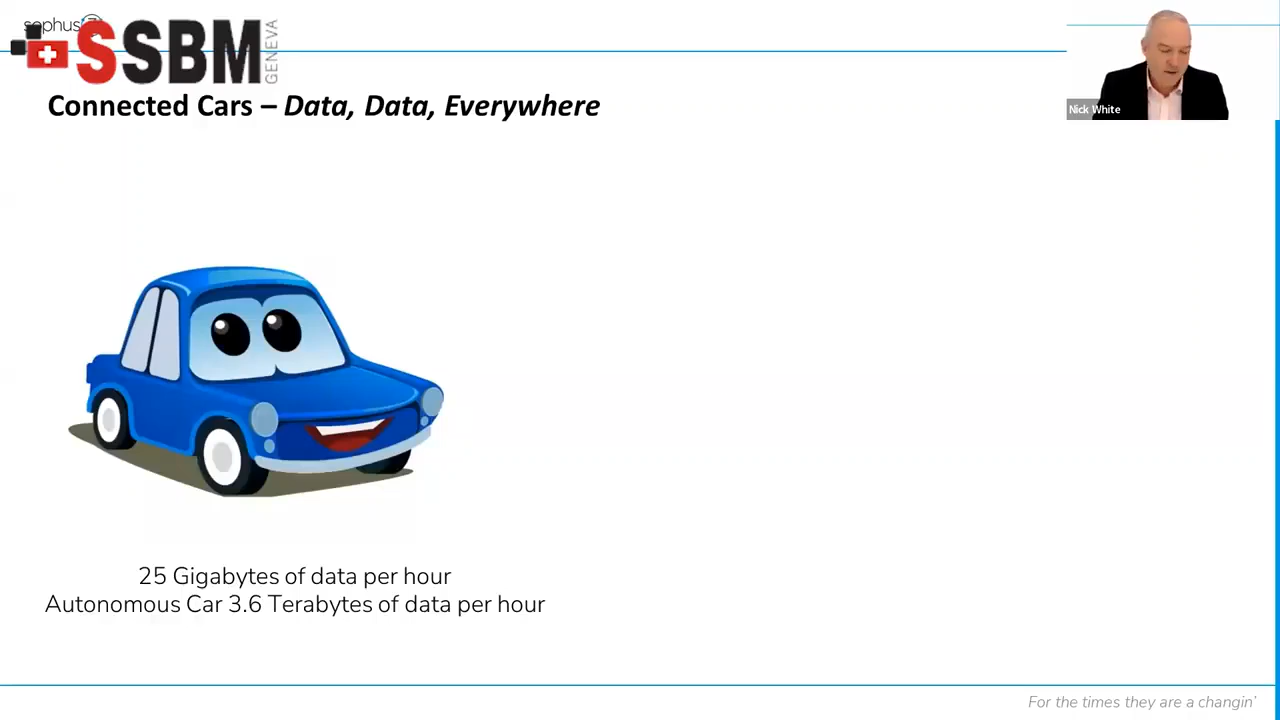 sophus
SSBM
GENEVA
Nick White
Connected Cars – Data, Data, Everywhere
25 Gigabytes of data per hour
Autonomous Car 3.6 Terabytes of data per hour
For the times they are a changin’